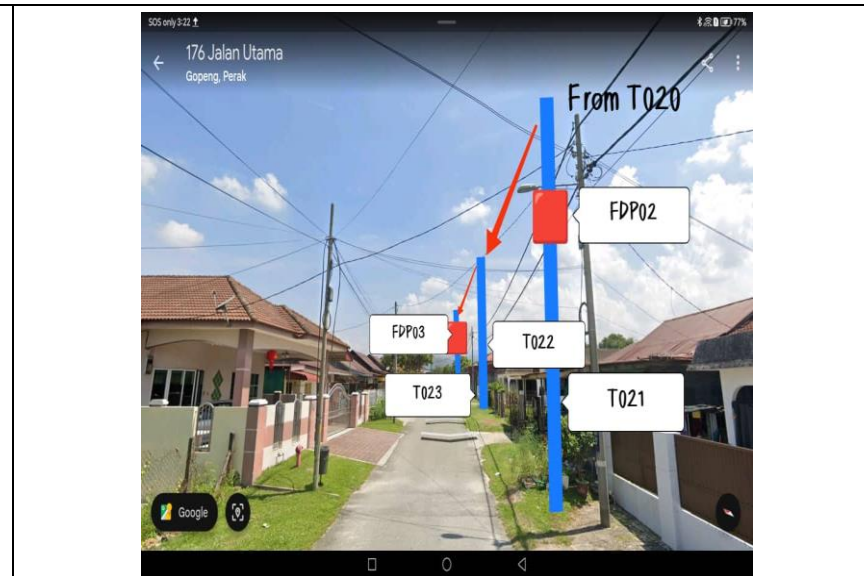 SOS only 3:22
77%
176 Jalan Utama
Gopeng, Perak
From T020
FDP02
FDP03
T022
T023
T021
Google